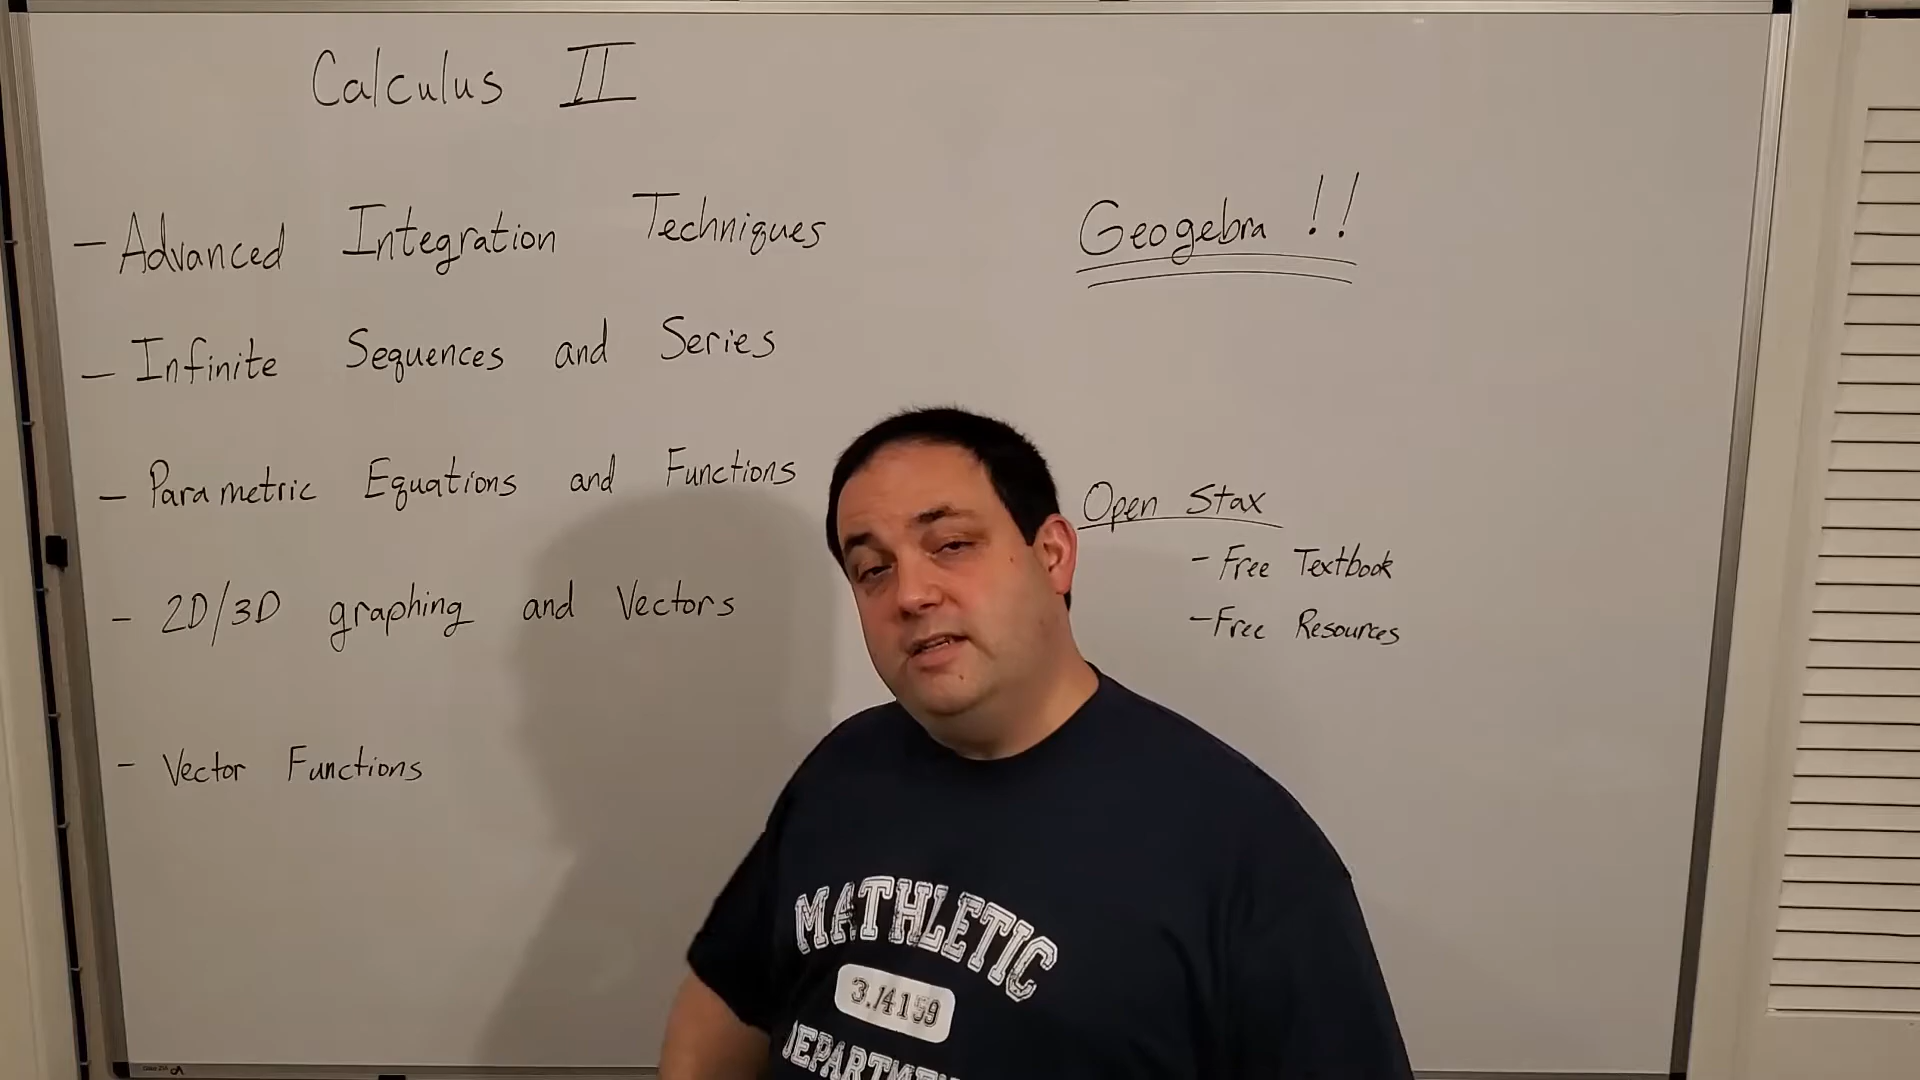 Calculus II
- Advanced Integration Techniques
- Infinite Sequences and Series
- Parametric Equations and Functions
- 2D/3D graphing and Vectors
- Vector Functions
Geogebra !!
Open Stax
- Free Textbook
- Free Resources
MATHLETIC
3.14159